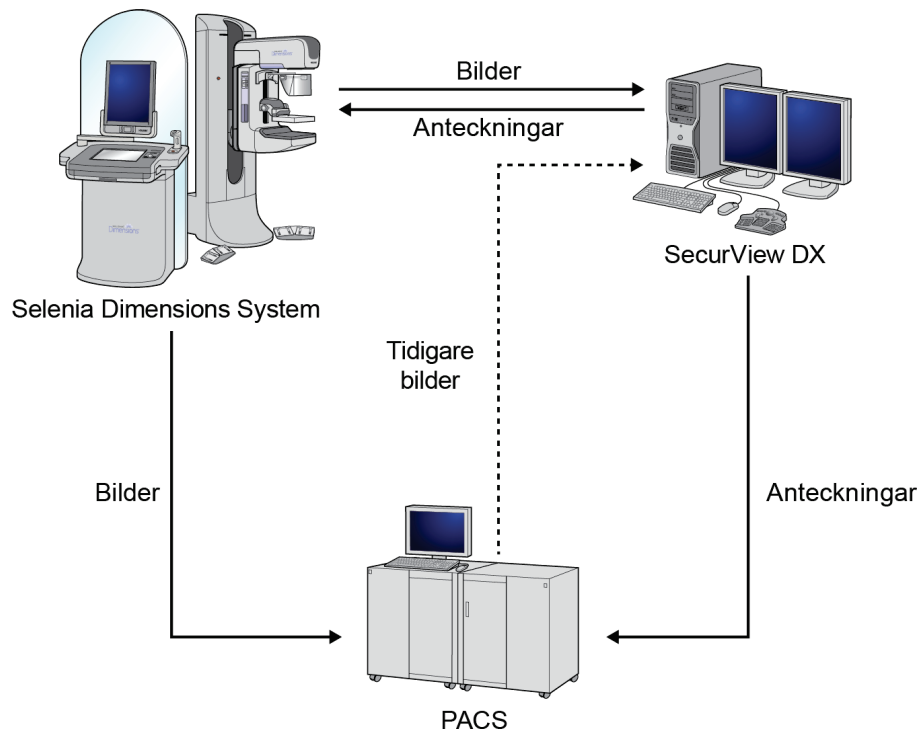 Bilder
Anteckningar
Selenia Dimensions System
SecurView DX
Tidigare
bilder
Bilder
Anteckningar
PACS